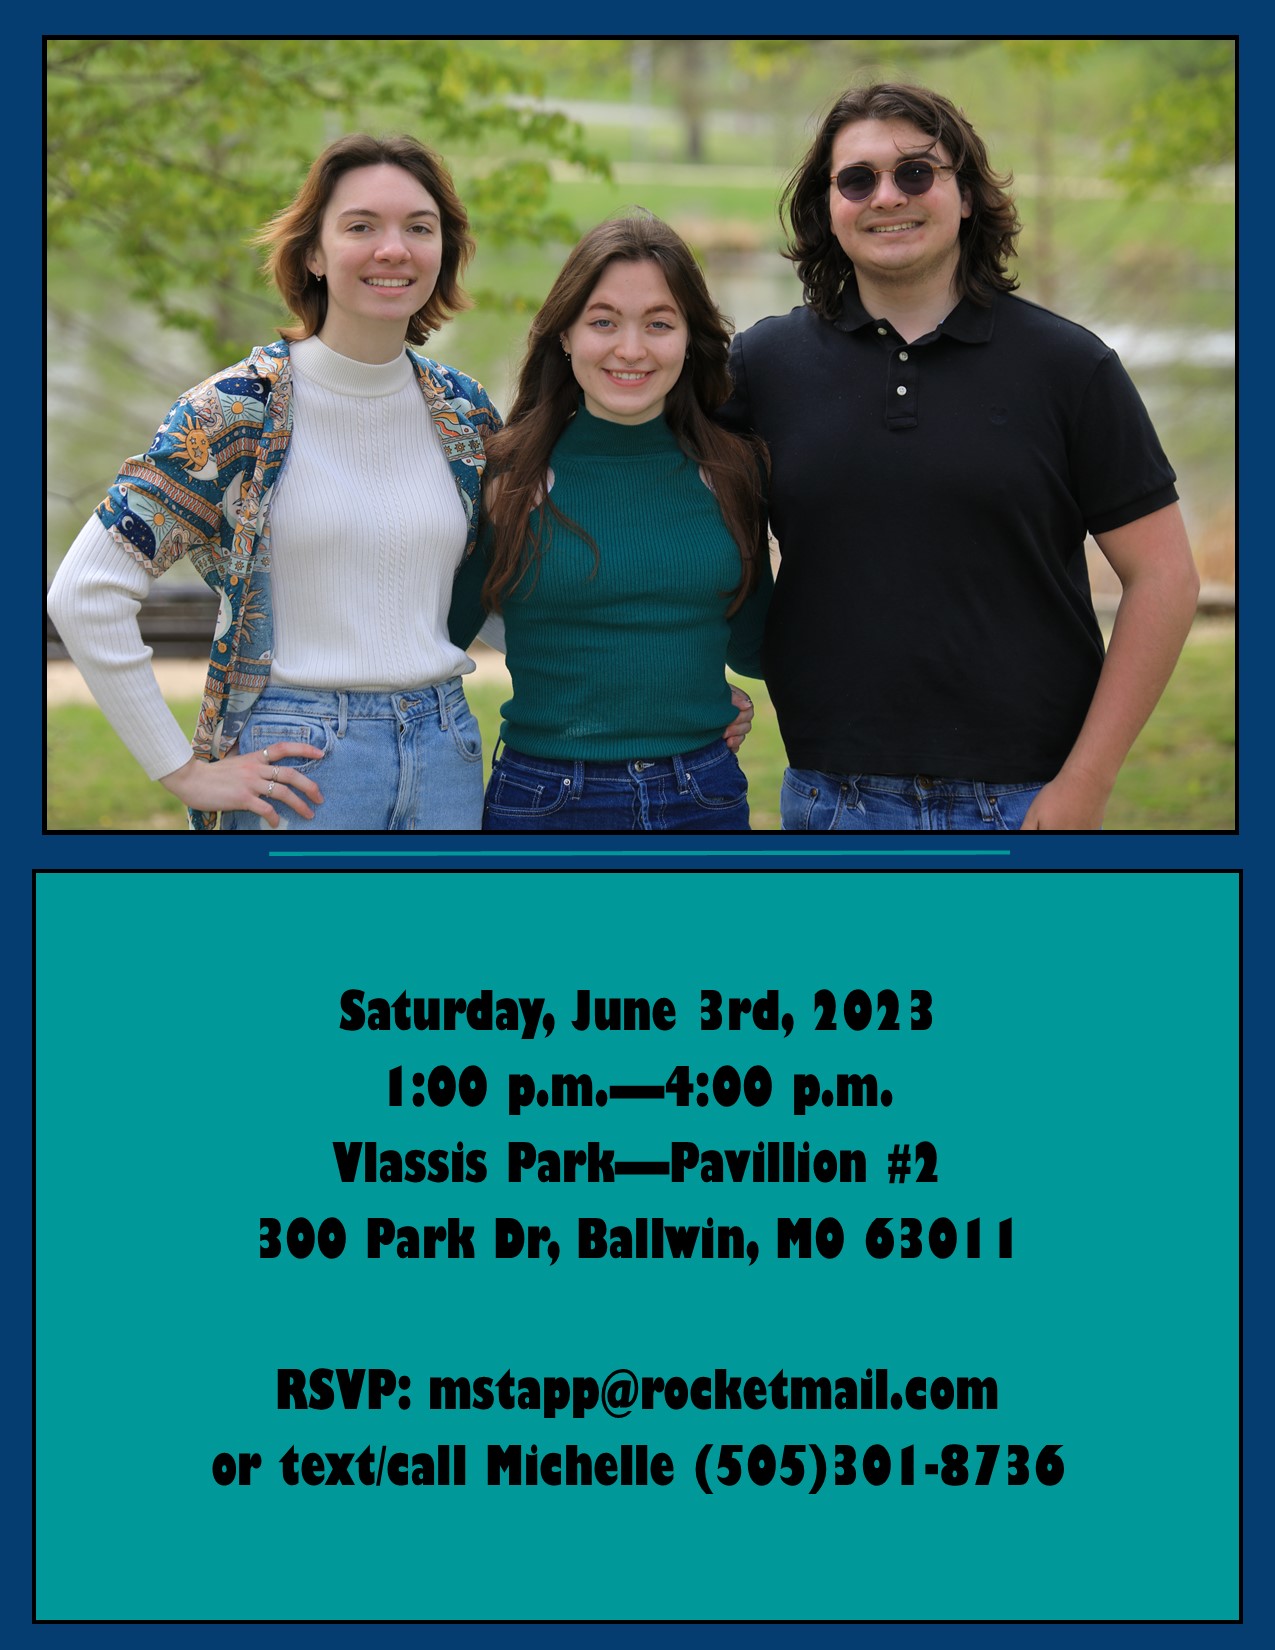 Saturday, June 3rd, 2023
1:00 p.m.—4:00 p.m.
Vlassis Park—Pavillion #2
300 Park Dr, Ballwin, MO 63011
RSVP: mstapp@rocketmail.com
or text/call Michelle (505)301-8736